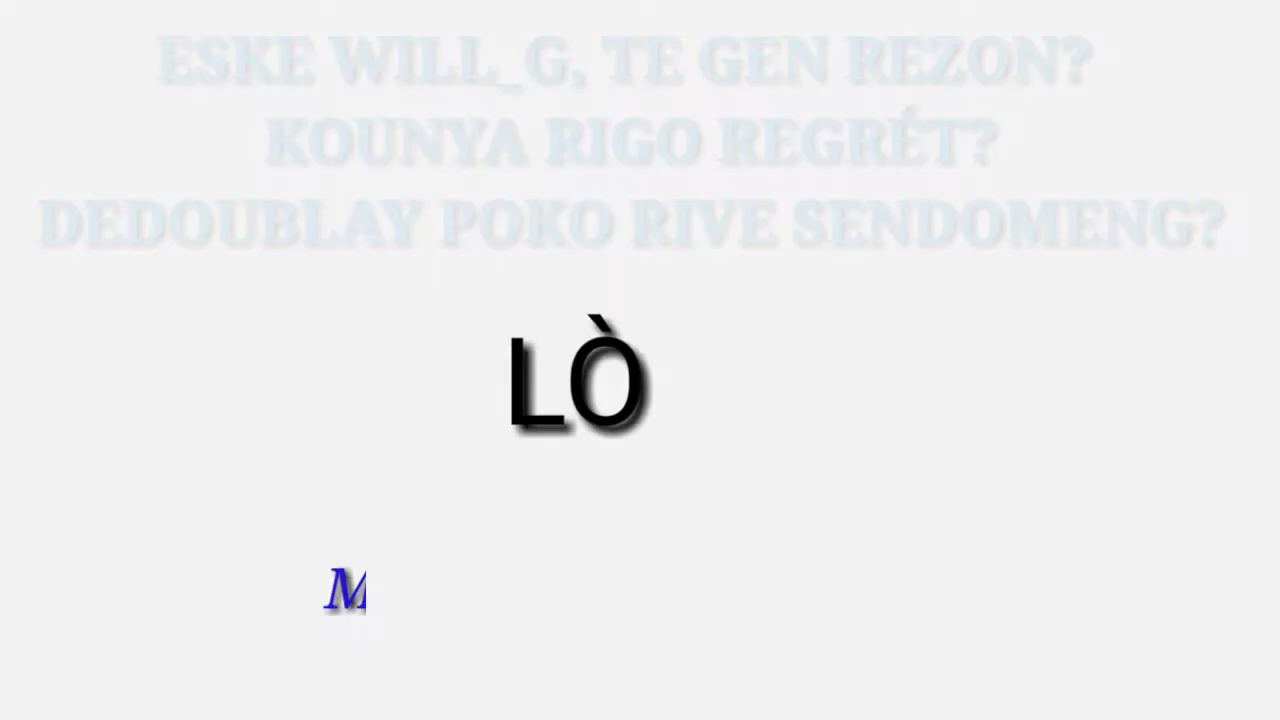 ESKE WILL_G, TE GEN REZON?
KOUNYA RIGO REGRÉT?
DEDOUBLAY POKO RIVE SENDOMENG?
LÒ
M